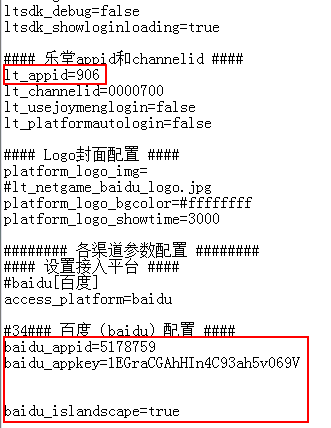 ltsdk_debug=false
ltsdk_showloginloading=true
#### 乐堂appid和channelid ####
lt_appid=906
lt_channelid=0000700
lt_usejoymenglogin=false
lt_platformautologin=false
#### Logo封面配置 ####
platform_logo_img=
#lt_netgame_baidu_logo.jpg
platform_logo_bgcolor=#ffffffff
platform_logo_showtime=3000
######## 各渠道参数配置 ########
#### 设置接入平台 ####
#baidu[百度]
access_platform=baidu
#34### 百度（baidu）配置 ####
baidu_appid=5178759
baidu_appkey=1EGraCGAhHIn4C93ah5v069V
baidu_islandscape=true